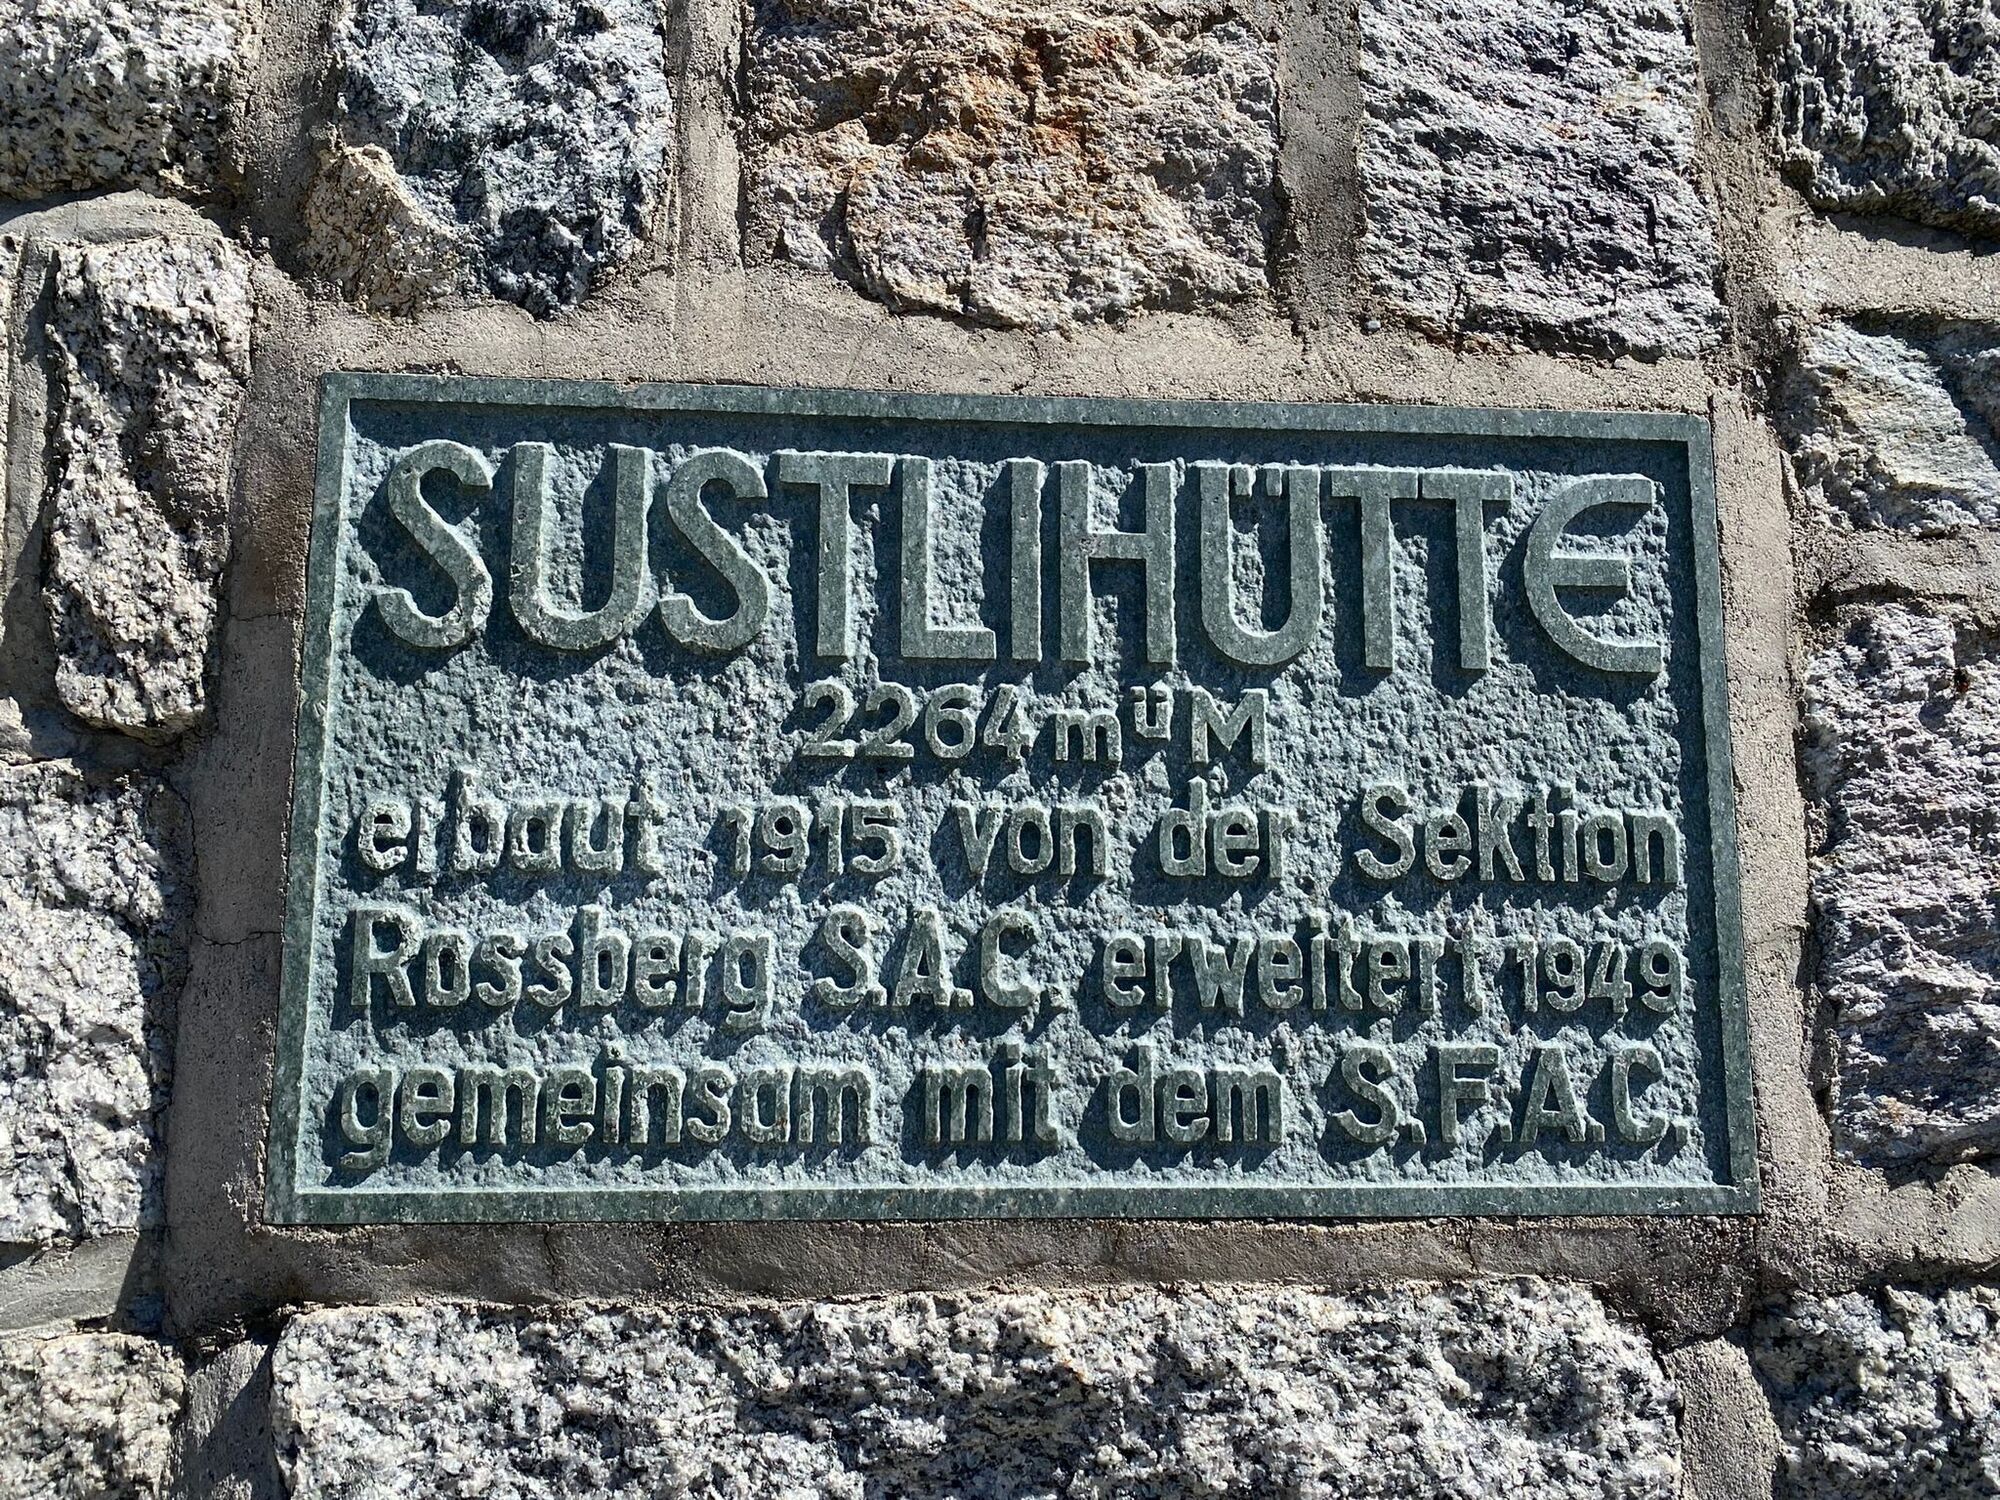 SUSTLIHÜTTE
2264 m ü M
erbaut 1915 von der Sektion
Rossberg S.A.C. erweitert 1949
gemeinsam mit dem S.F.A.C.